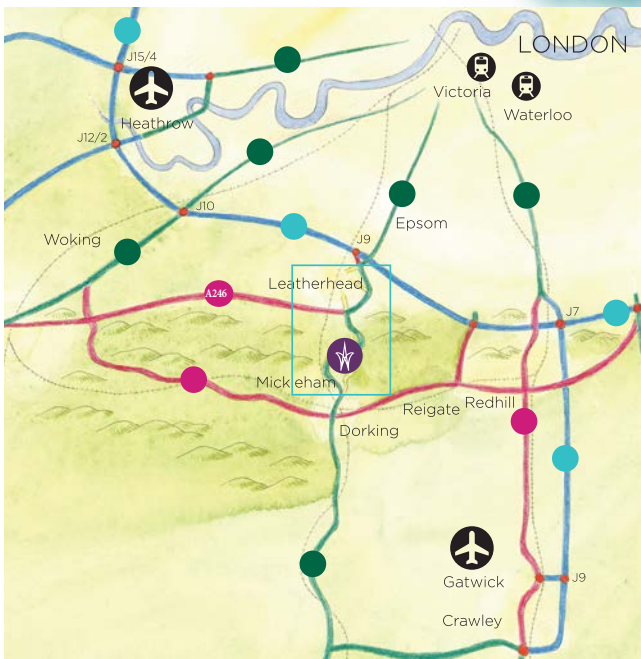 LONDON
J15/4
Victoria
Waterloo
Heathrow
J12/2
J10
Epsom
Woking
J9
Leatherhead
A246
J7
Mickleham
Reigate
Redhill
Dorking
Gatwick
J9
Crawley